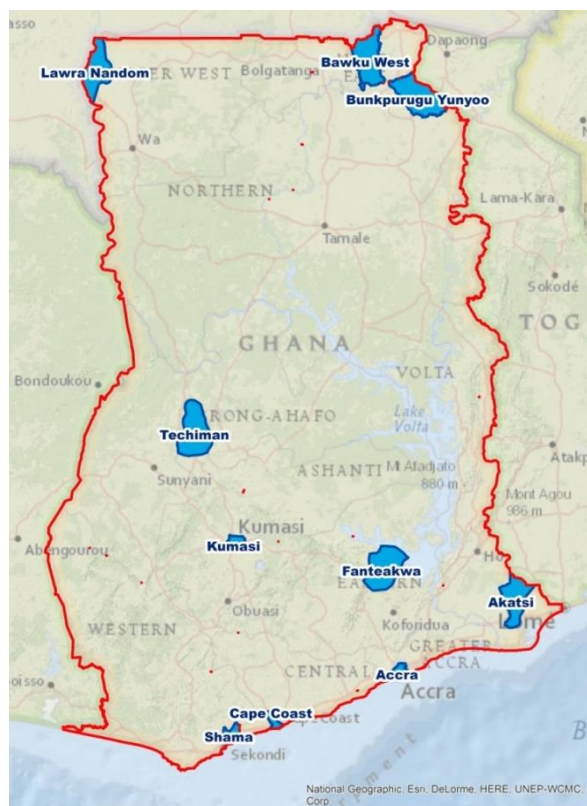 Dapaong
Bawku West
Lawra Nandom
ER WEST
Bolgatanga
Bunkpurugu Yunyoo
Wa
NORTHERN
Lama-Kara
Tamale
Sokodé
TOG
GHANA
VOLTA
Bondoukou
Lake
Volta
RONG-AHAFO
Techiman
ASHANTI
Mt Afadjato
880 m
Atakp
Sunyani
Mont Agou
986 m
Kumasi
Kumasi
Abengourou
Ho
Fanteakwa
EASTERN
Akatsi
Obuasi
Lome
Koforidua
WESTERN
GREATER
ACCRA
CENTRAL
Accra
Accra
oisso
Cape Coast
Shama
Sekondi
National Geographic, Esri, DeLorme, HERE, UNEP-WCMC,
Corp